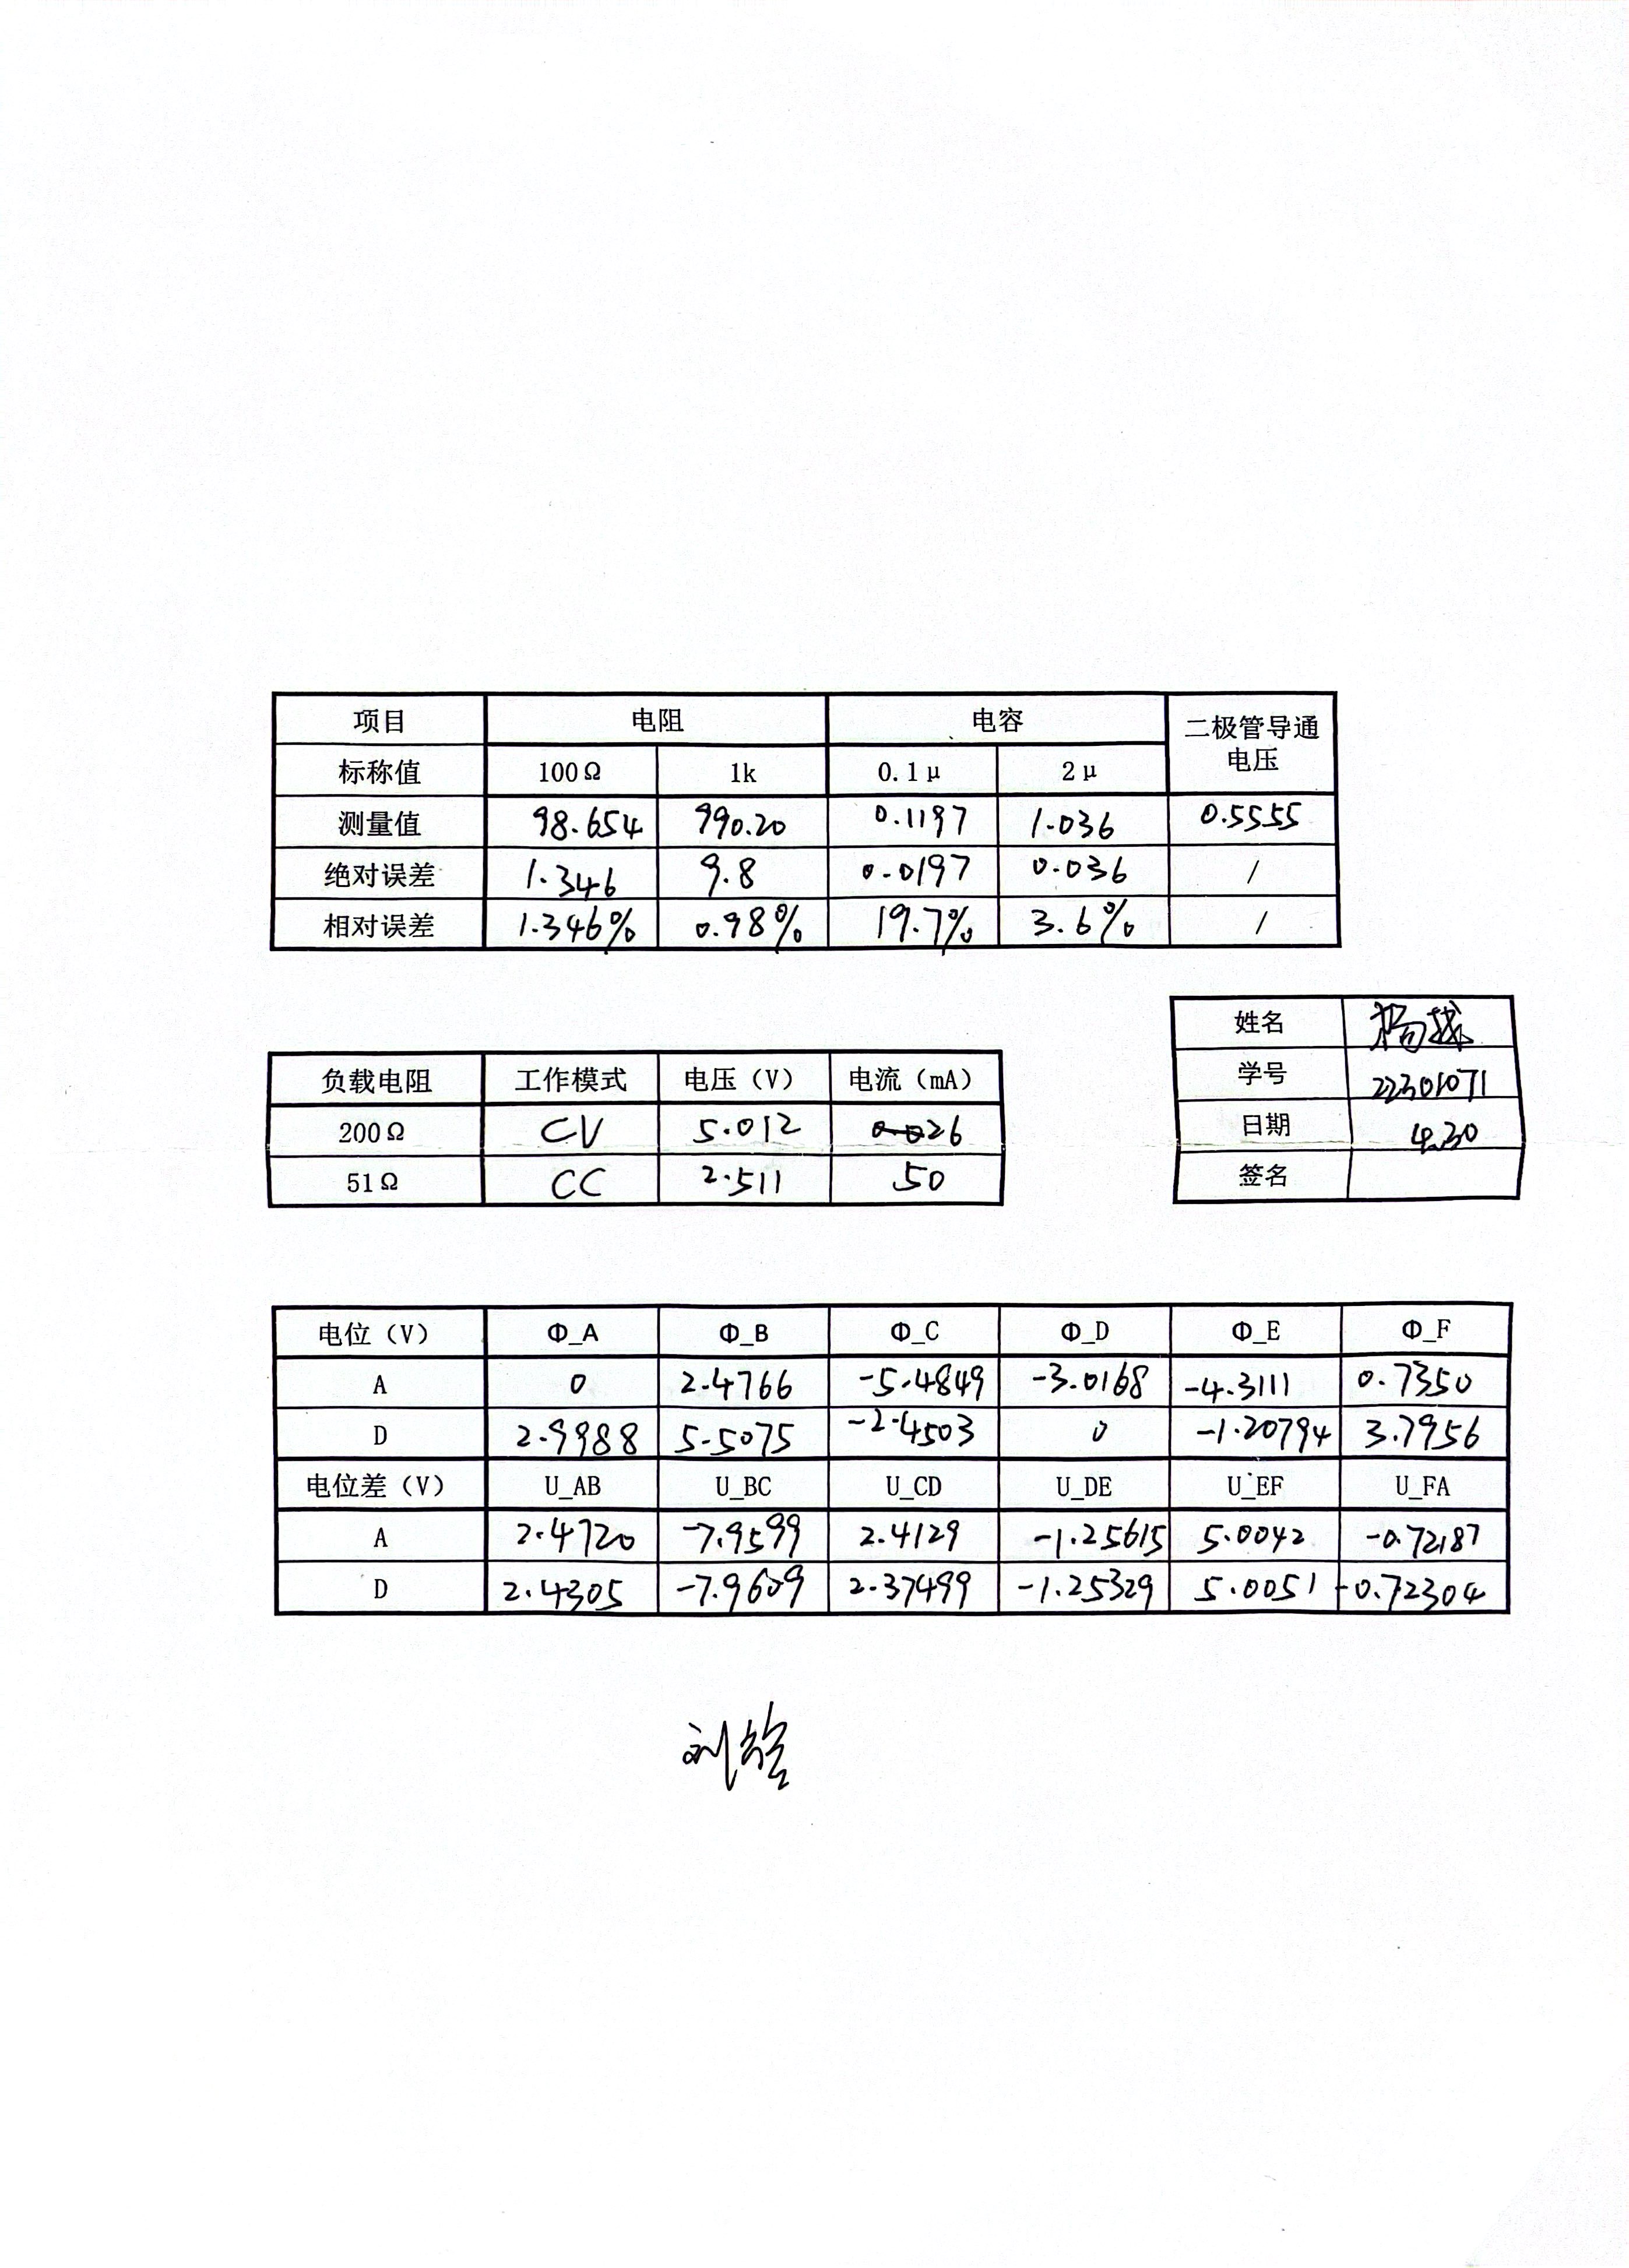 项目 电阻 电容 二极管导通电压
标称值 100Ω 1k 0.1μ 2μ
测量值 98.654 990.20 0.1197 1.036 0.5555
绝对误差 1.346 9.8 0.0197 0.036 /
相对误差 1.346% 0.98% 19.7% 3.6% /
姓名 杨越
学号 22301071
日期 4.30
签名
负载电阻 工作模式 电压（V） 电流（mA）
200Ω CV 5.012 26
51Ω CC 2.511 50
电位（V） Φ_A Φ_B Φ_C Φ_D Φ_E Φ_F
A 0 2.4766 -5.4849 -3.0168 -4.3111 0.7350
D 2.9988 5.5075 -2.4503 0 -1.20794 3.7956
电位差（V） U_AB U_BC U_CD U_DE U_EF U_FA
A 2.4720 -7.9599 2.4129 -1.25615 5.0042 -0.72187
D 2.4305 -7.9609 2.37499 -1.25329 5.0051 -0.72304